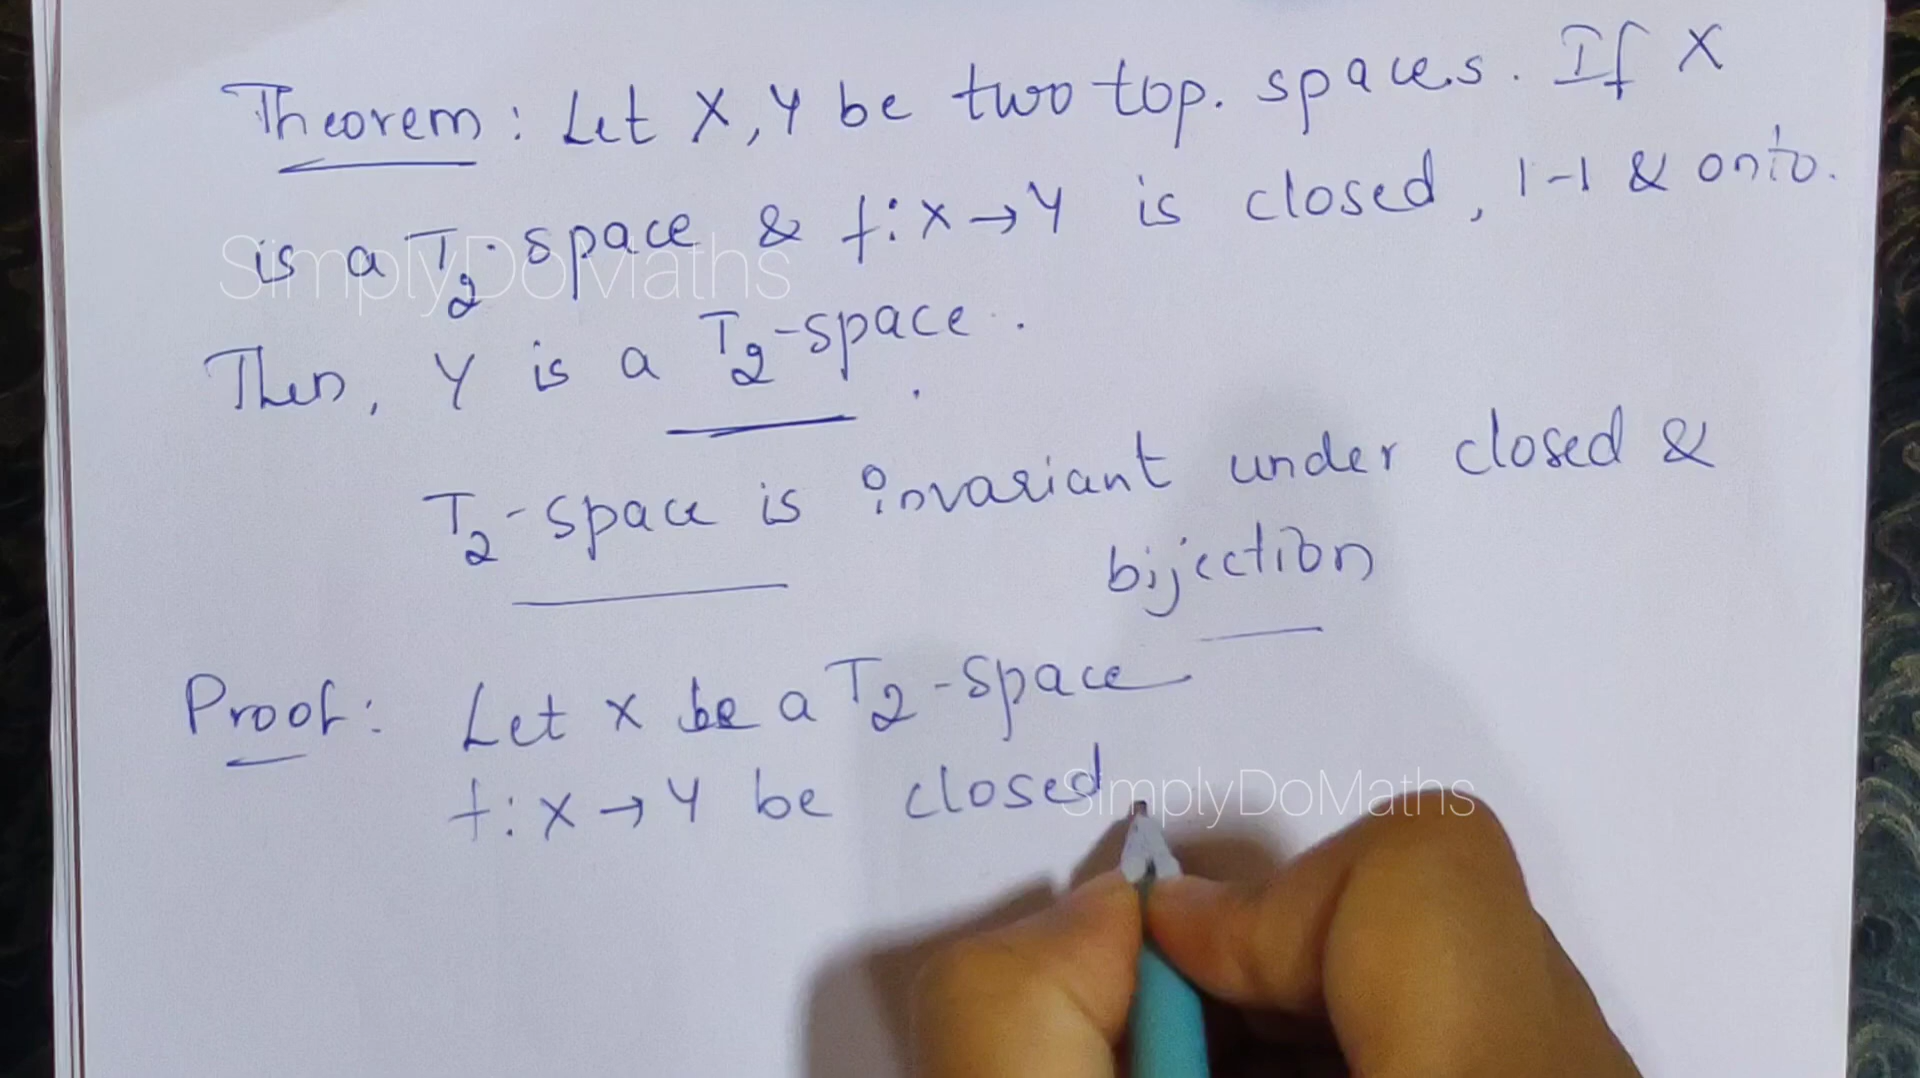 Theorem : Let X, Y be two top. spaces. If X
is a T₂-space & f: X → Y is closed, 1-1 & onto.
Then, Y is a T₂-space.
T₂-space is invariant under closed &
bijection
Proof: Let X be a T₂-space
f: X → Y be closed,
SimplyDoMaths
SimplyDoMaths